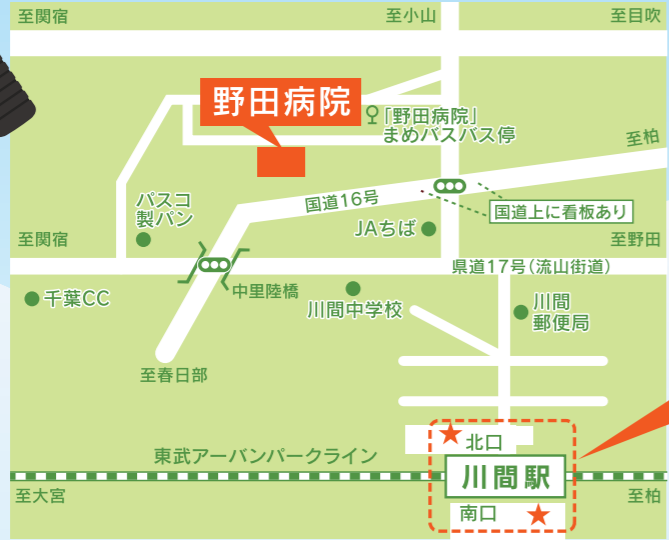 至関宿
至小山
至目吹
野田病院
「野田病院」
まめバスバス停
至柏
国道16号
国道上に看板あり
パスコ
製パン
JAちば
至関宿
至野田
県道17号(流山街道)
中里陸橋
千葉CC
川間中学校
川間
郵便局
至春日部
北口
東武アーバンパークライン
川間駅
至大宮
南口
至柏